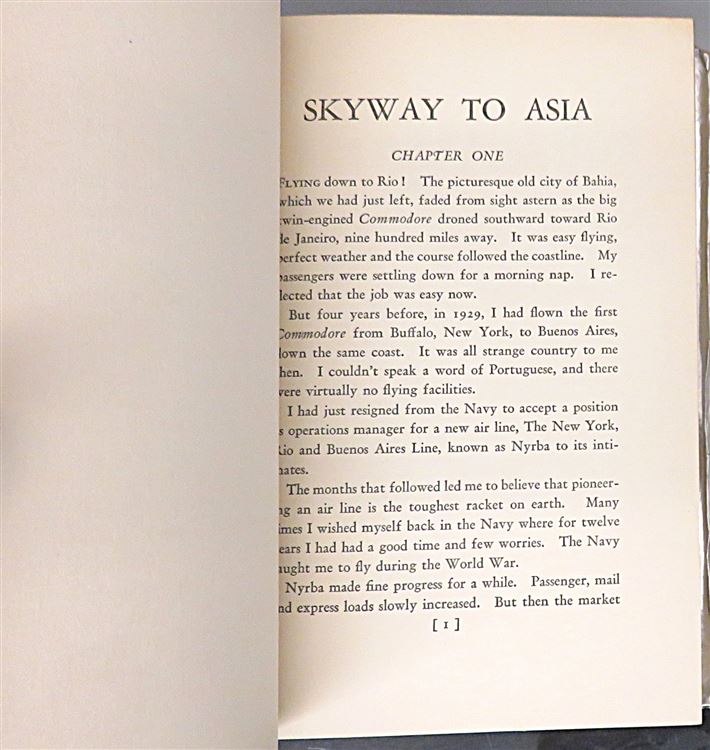 SKYWAY TO ASIA
CHAPTER ONE
FLYING down to Rio! The picturesque old city of Bahia,
which we had just left, faded from sight astern as the big
twin-engined Commodore droned southward toward Rio
de Janeiro, nine hundred miles away. It was easy flying,
perfect weather and the course followed the coastline. My
passengers were settling down for a morning nap. I re-
lected that the job was easy now.
But four years before, in 1929, I had flown the first
Commodore from Buffalo, New York, to Buenos Aires,
down the same coast. It was all strange country to me
then. I couldn't speak a word of Portuguese, and there
were virtually no flying facilities.
I had just resigned from the Navy to accept a position
s operations manager for a new air line, The New York,
Rio and Buenos Aires Line, known as Nyrba to its inti-
mates.
The months that followed led me to believe that pioneer-
ng an air line is the toughest racket on earth. Many
times I wished myself back in the Navy where for twelve
years I had had a good time and few worries. The Navy
aught me to fly during the World War.
Nyrba made fine progress for a while. Passenger, mail
and express loads slowly increased. But then the market
[ 1 ]